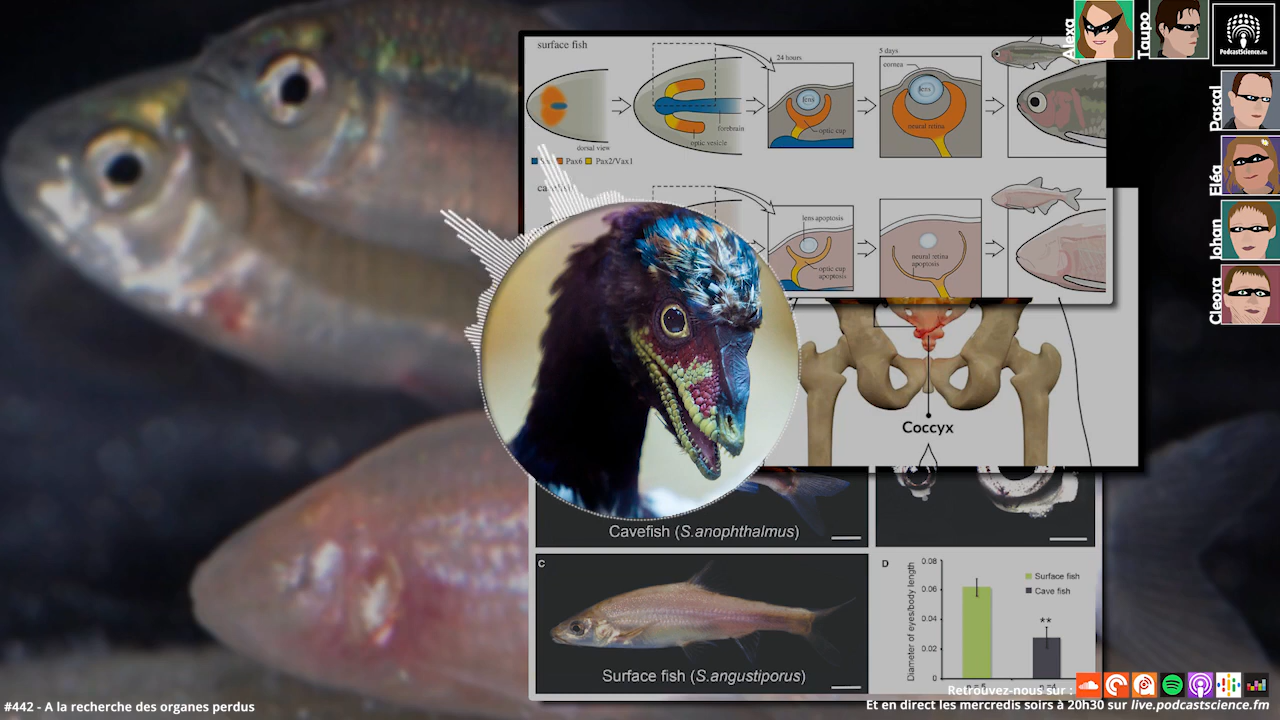 surface fish
24 hours
5 days
cornea
lens
lens
optic cup
neural retina
forebrain
optic vesicle
dorsal view
Pax6
Pax2/Vax1
lens apoptosis
optic cup
apoptosis
neural retina
apoptosis
Alexa
Taupo
PodcastScience.fm
Pascal
Eléa
Johan
Cleora
Coccyx
Cavefish (S.anophthalmus)
C
Surface fish (S.angustiporus)
D
Diameter of eyes/body length
0.08
0.06
0.04
0.02
0
Surface fish
Cave fish
**
Retrouvez-nous sur :
#442 - A la recherche des organes perdus
Et en direct les mercredis soirs à 20h30 sur live.podcastscience.fm